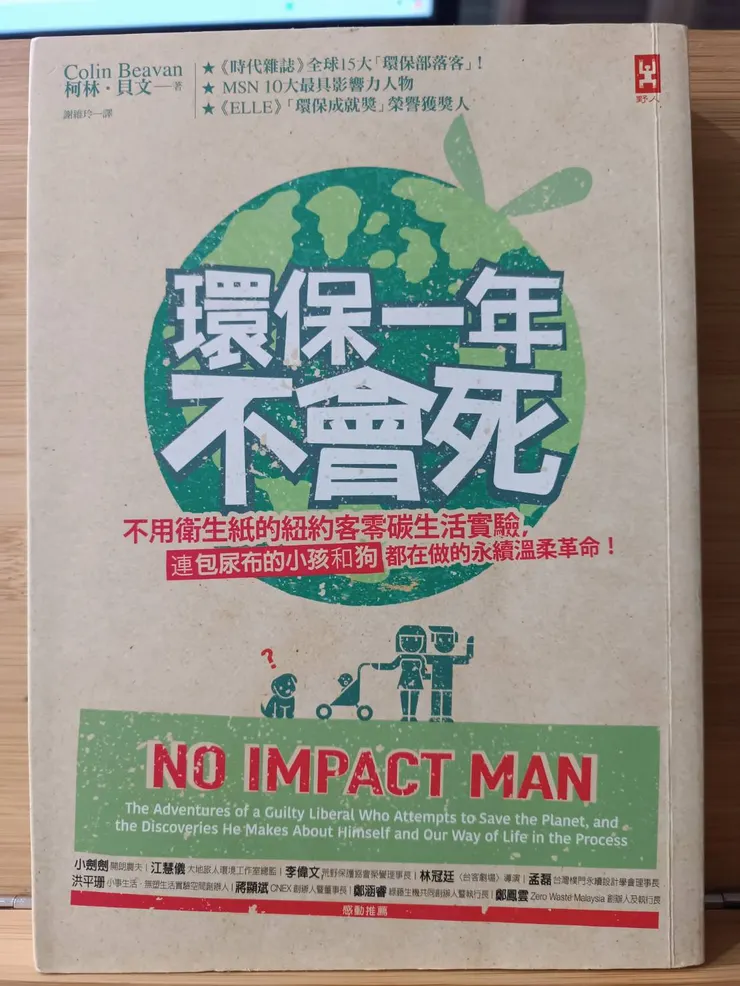 Colin Beavan
柯林・貝文—著
謝維玲—譯
★《時代雜誌》全球15大「環保部落客」！
★ MSN 10大最具影響力人物
★《ELLE》「環保成就獎」榮譽獲獎人
野人
環保一年
不會死
不用衛生紙的紐約客零碳生活實驗，
連包尿布的小孩和狗都在做的永續溫柔革命！
?
NO IMPACT MAN
The Adventures of a Guilty Liberal Who Attempts to Save the Planet, and
the Discoveries He Makes About Himself and Our Way of Life in the Process
小劍劍 開朗農夫 | 江慧儀 大地旅人環境工作室總監 | 李偉文 荒野保護協會榮譽理事長 | 林冠廷 〈台客劇場〉導演 | 孟磊 台灣樸門永續設計學會理事長
洪平珊 小事生活・無塑生活實驗空間創辦人 | 蔣顯斌 CNEX 創辦人暨董事長 | 鄭涵睿 綠藤生機共同創辦人暨執行長 | 鄭鳳雲 Zero Waste Malaysia 創辦人及執行長
感動推薦